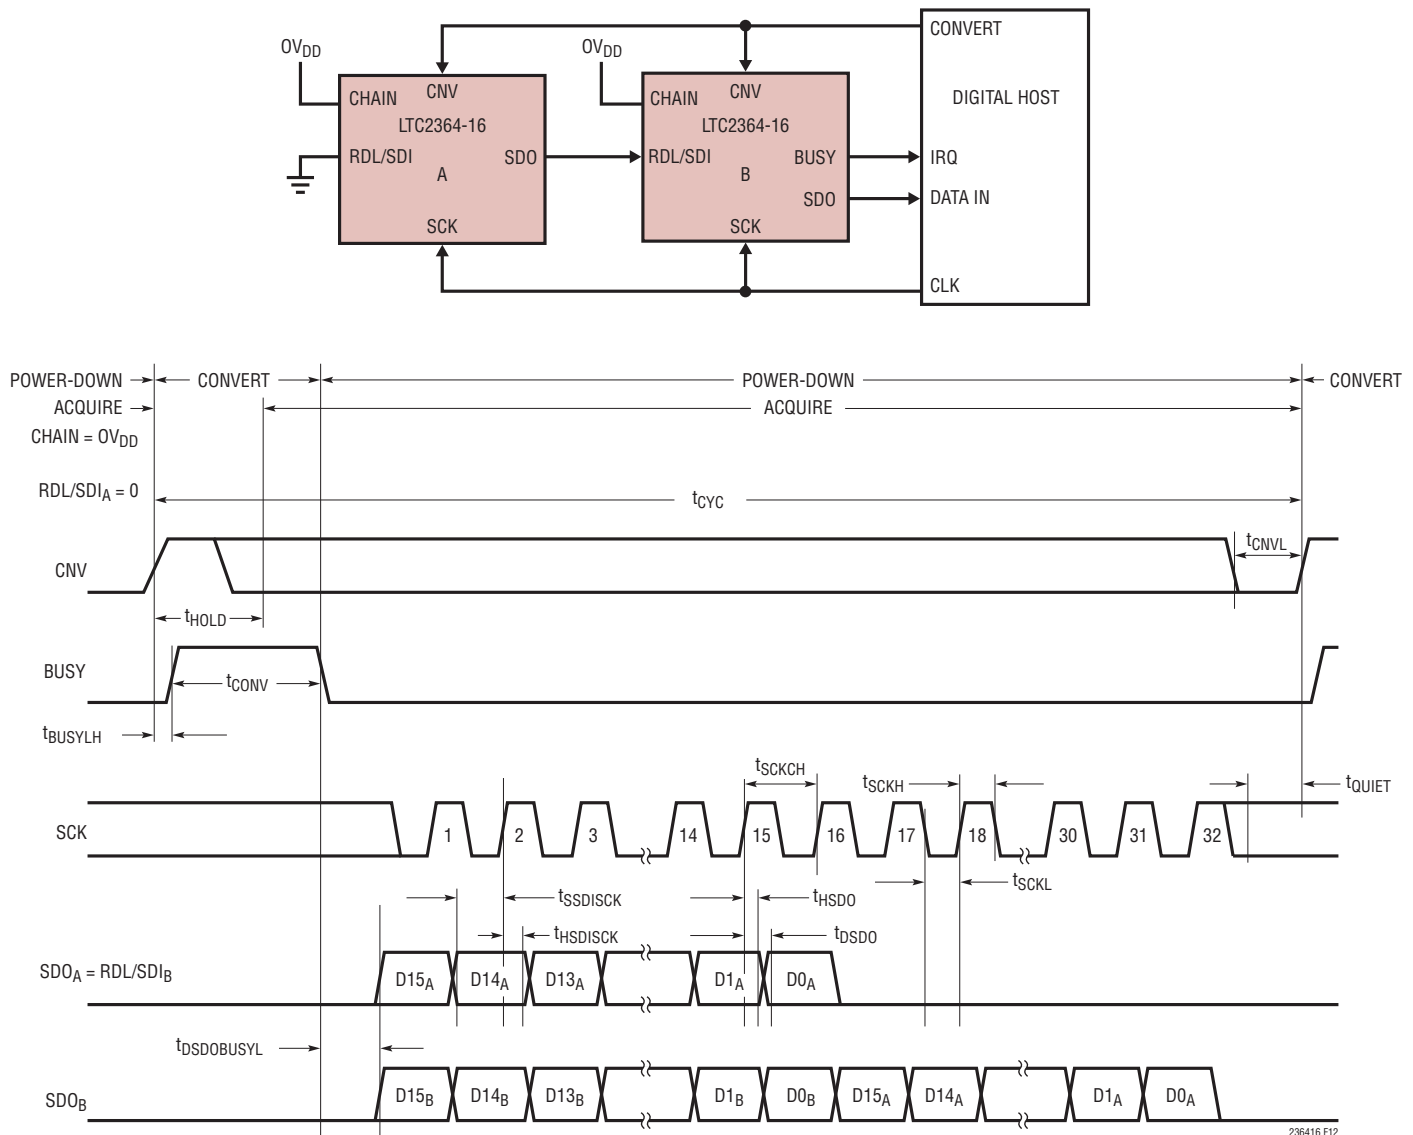 CONVERT
OVDD
OVDD
CHAIN
CNV
CHAIN
CNV
DIGITAL HOST
LTC2364-16
LTC2364-16
RDL/SDI
SDO
RDL/SDI
BUSY
IRQ
A
B
SDO
DATA IN
SCK
SCK
CLK
POWER-DOWN
CONVERT
POWER-DOWN
CONVERT
ACQUIRE
ACQUIRE
CHAIN = OVDD
RDL/SDIA = 0
tCYC
tCNVL
CNV
tHOLD
BUSY
tCONV
tBUSYLH
tSCKCH
tSCKH
tQUIET
SCK
1
2
3
14
15
16
17
18
30
31
32
tSCKL
tSSDISCK
tHSDO
tHSDISCK
tDSDO
SDOA = RDL/SDIB
D15A
D14A
D13A
D1A
D0A
tDSDOBUSYL
SDOB
D15B
D14B
D13B
D1B
D0B
D15A
D14A
D1A
D0A
236416 F12